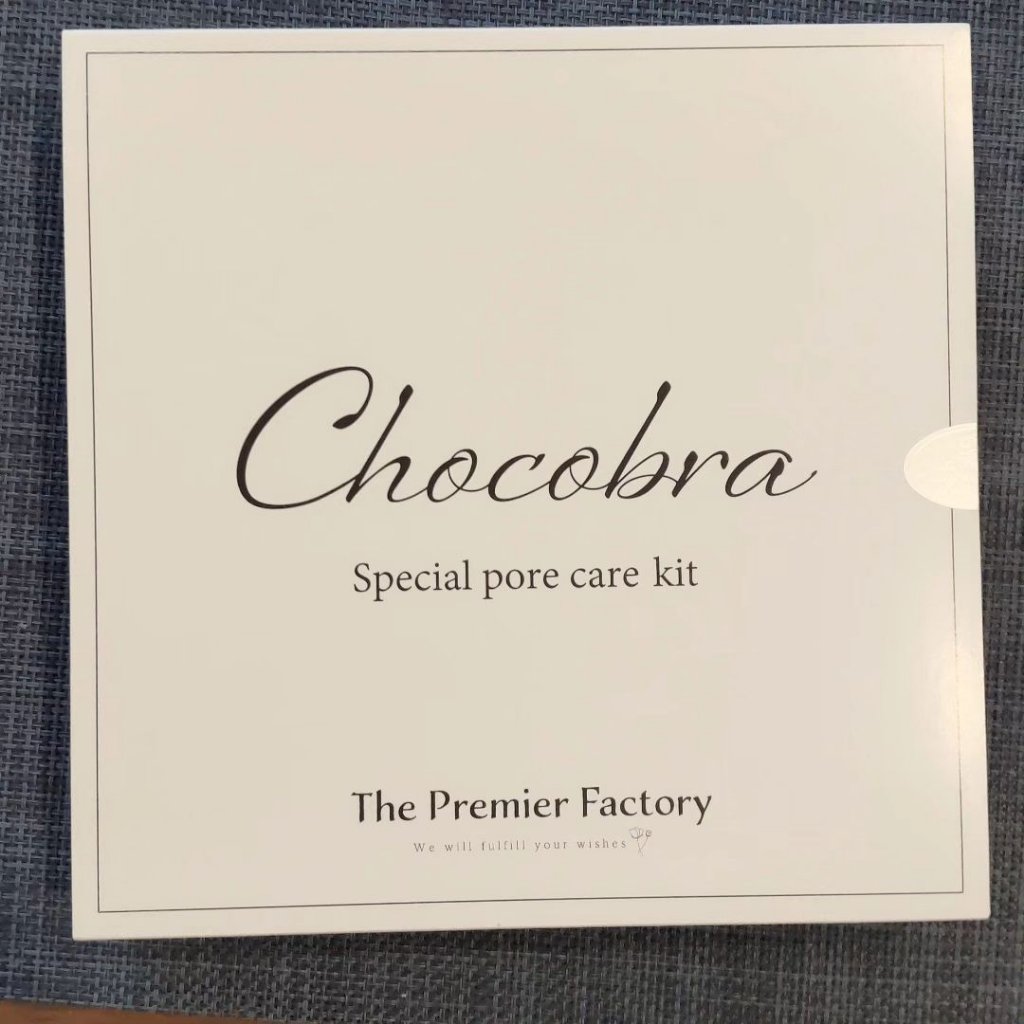 Chocobra
Special pore care kit
The Premier Factory
We will fulfill your wishes